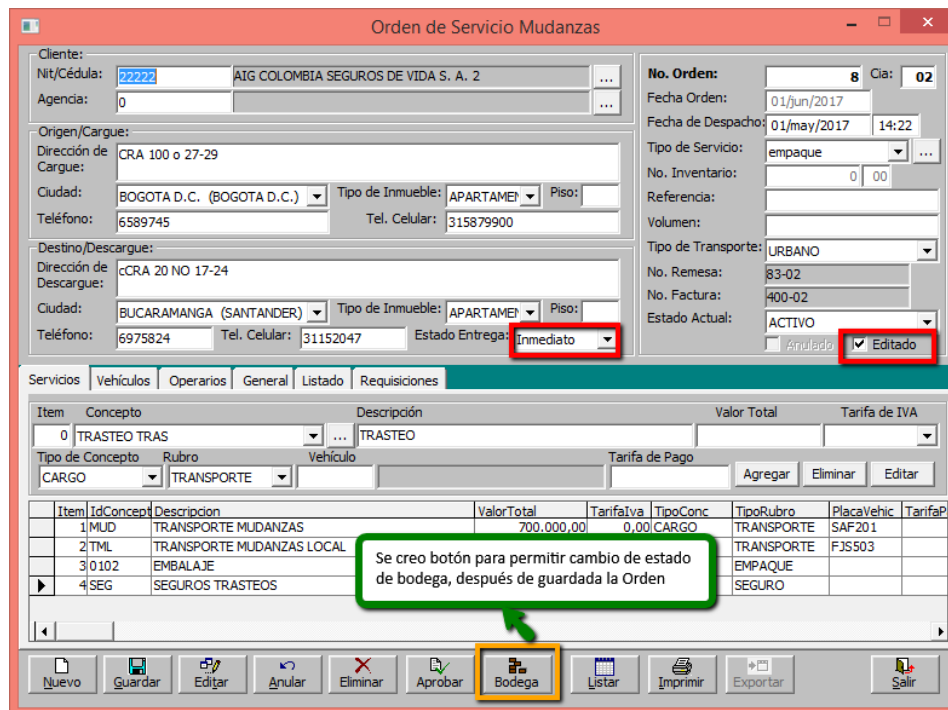 Orden de Servicio Mudanzas
Cliente:
Nit/Cédula: 22222 AIG COLOMBIA SEGUROS DE VIDA S. A. 2 ...
Agencia: 0 ...
Origen/Cargue:
Dirección de Cargue: CRA 100 o 27-29
Ciudad: BOGOTA D.C. (BOGOTA D.C.) Tipo de Inmueble: APARTAMEN Piso:
Teléfono: 6589745 Tel. Celular: 315879900
Destino/Descargue:
Dirección de Descargue: cCRA 20 NO 17-24
Ciudad: BUCARAMANGA (SANTANDER) Tipo de Inmueble: APARTAMEN Piso:
Teléfono: 6975824 Tel. Celular: 31152047 Estado Entrega: Inmediato
No. Orden: 8 Cia: 02
Fecha Orden: 01/jun/2017
Fecha de Despacho: 01/may/2017 14:22
Tipo de Servicio: empaque ...
No. Inventario: 0 00
Referencia:
Volumen:
Tipo de Transporte: URBANO
No. Remesa: 83-02
No. Factura: 400-02
Estado Actual: ACTIVO
Anulado Editado
Servicios Vehículos Operarios General Listado Requisiciones
Item Concepto Descripción Valor Total Tarifa de IVA
0 TRASTEO TRAS ... TRASTEO
Tipo de Concepto Rubro Vehículo Tarifa de Pago
CARGO TRANSPORTE Agregar Eliminar Editar
Item IdConcept Descripcion ValorTotal TarifaIva TipoConc TipoRubro PlacaVehic TarifaP
1 MUD TRANSPORTE MUDANZAS 700.000,00 0,00 CARGO TRANSPORTE SAF201
2 TML TRANSPORTE MUDANZAS LOCAL TRANSPORTE FJS503
3 0102 EMBALAJE EMPAQUE
4 SEG SEGUROS TRASTEOS SEGURO
Se creo botón para permitir cambio de estado
de bodega, después de guardada la Orden
Nuevo Guardar Editar Anular Eliminar Aprobar Bodega Listar Imprimir Exportar Salir